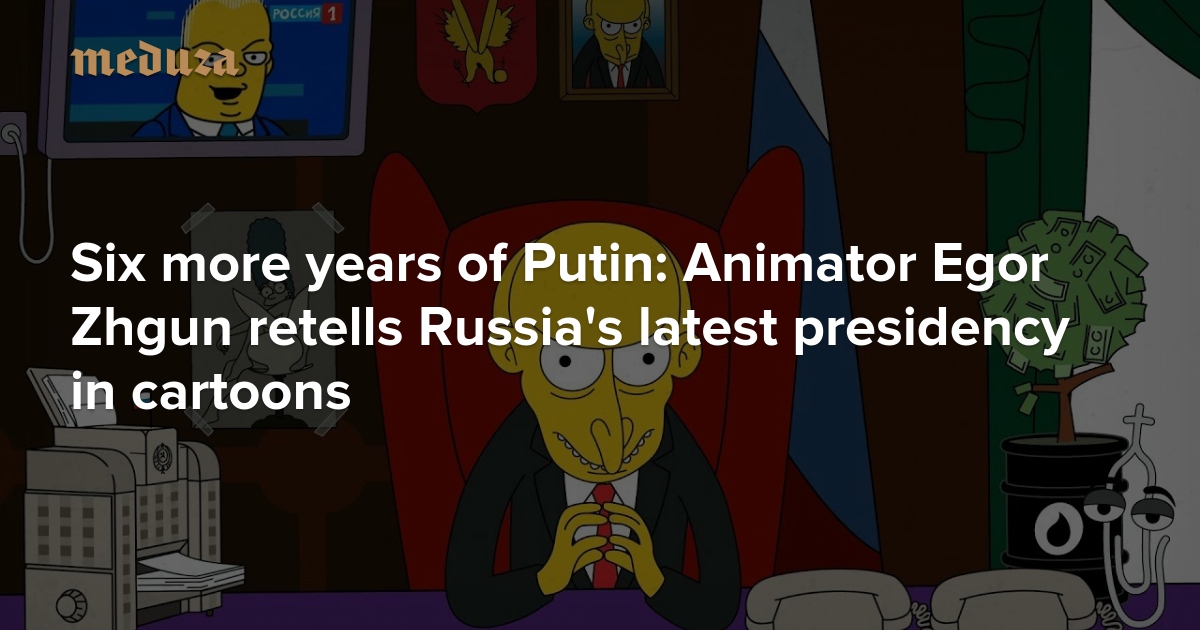 РОССИЯ 1
meduza
Six more years of Putin: Animator Egor
Zhgun retells Russia's latest presidency
in cartoons